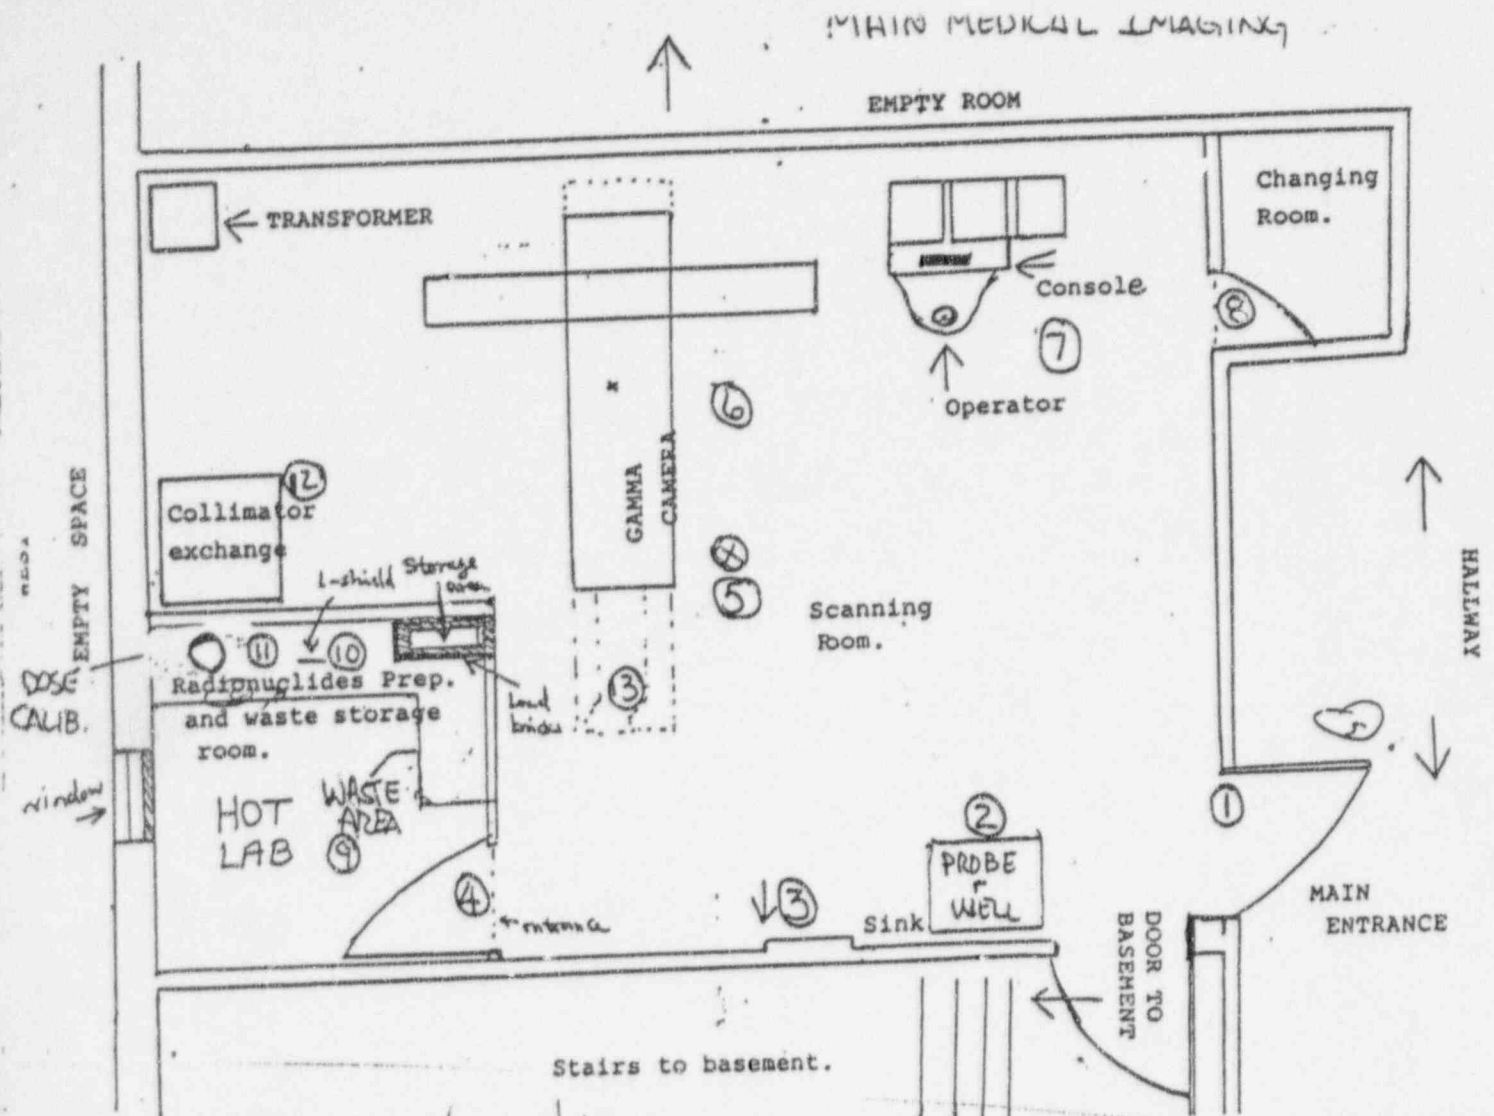 MAIN MEDICAL IMAGING
EMPTY ROOM
Changing
Room.
TRANSFORMER
Console
8
7
Operator
6
12
Collimator
exchange
GAMMA
CAMERA
EMPTY SPACE
HALLWAY
L-shield
Storage
area
X
5
Scanning
Room.
11
10
13
DOSE
CALIB.
Radionuclides Prep.
and waste storage
room.
Lead
bricks
window
HOT
LAB
WASTE
AREA
9
1
2
PROBE
WELL
4
entrance
3
Sink
MAIN
ENTRANCE
DOOR TO
BASEMENT
Stairs to basement.